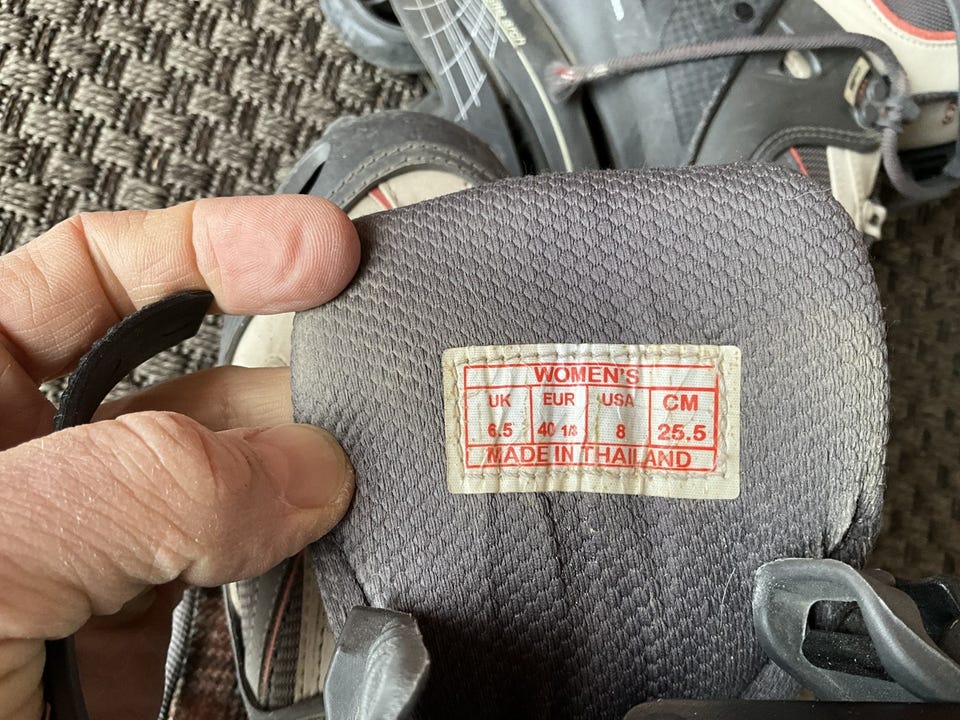 WOMEN'S
UK EUR USA CM
6.5 40 1/3 8 25.5
MADE IN THAILAND